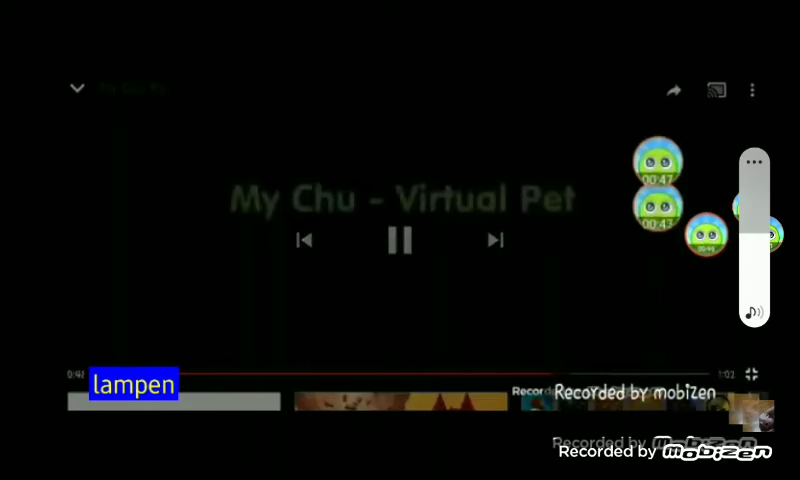 My Chu - Virtual Pet
00:47
00:47
1:02
lampen
Recorded by mobizen
Recorded by mobizen
Recorded by mobizen